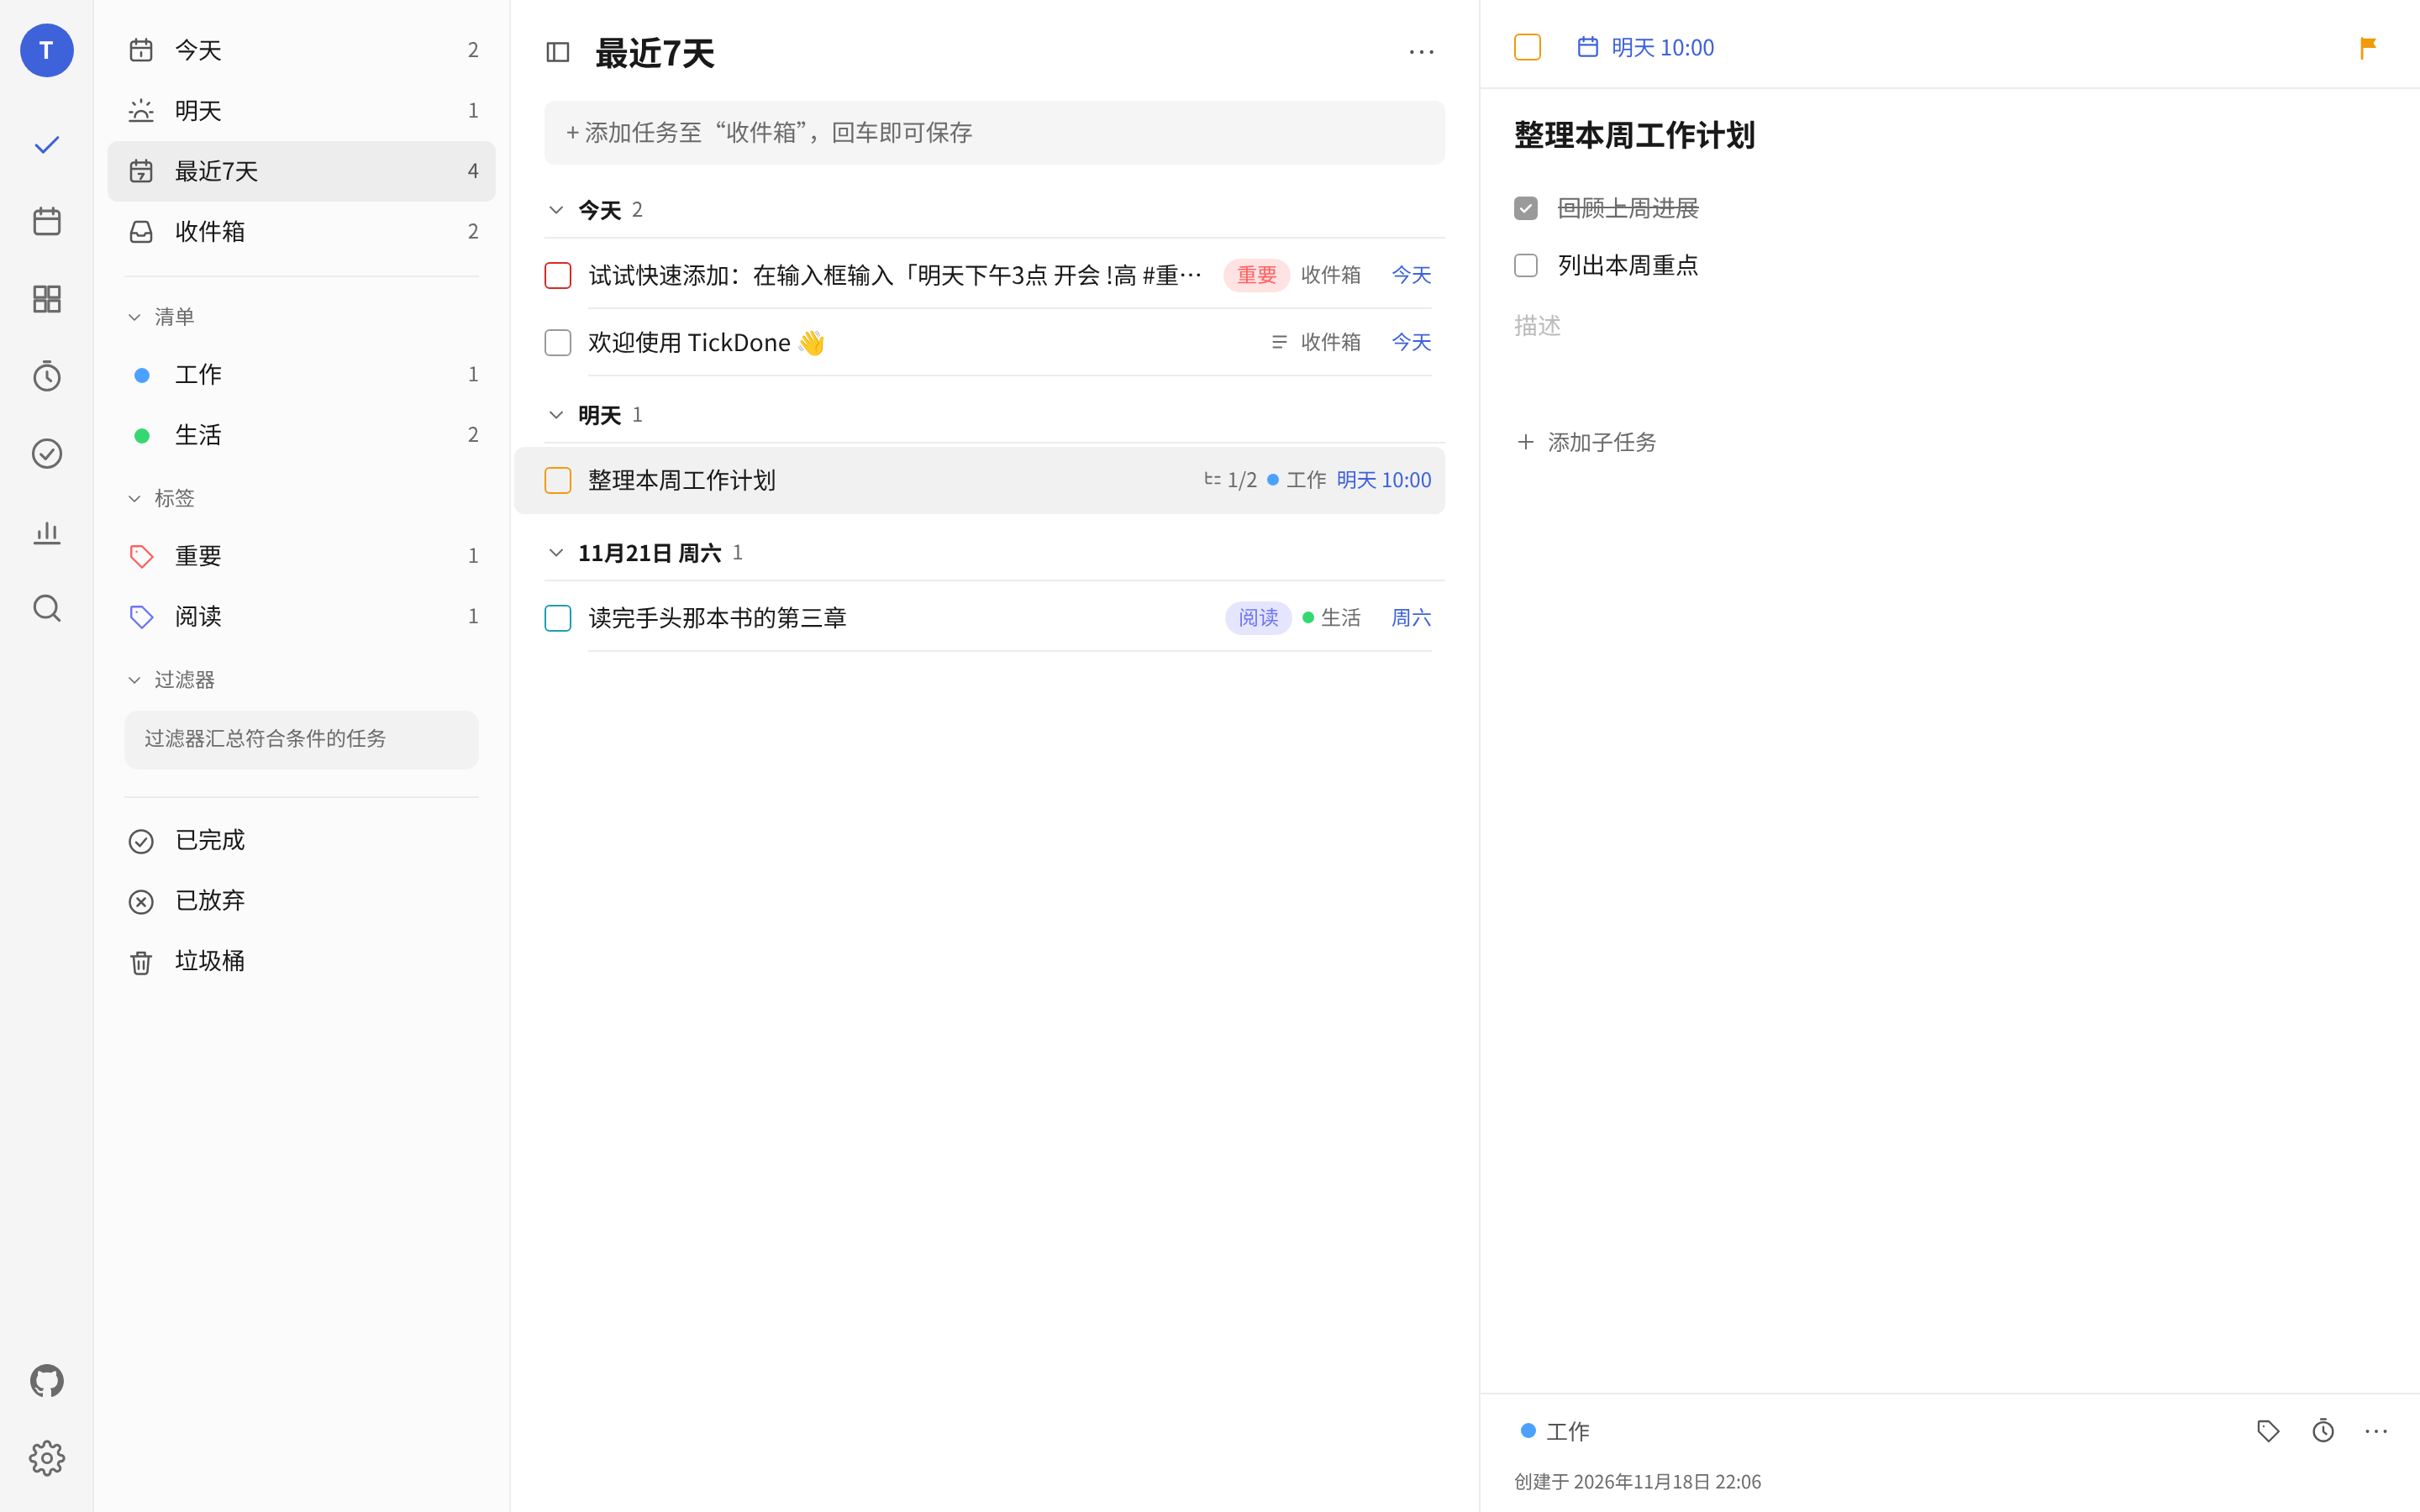 T
今天 2
明天 1
最近7天 4
收件箱 2
清单
工作 1
生活 2
标签
重要 1
阅读 1
过滤器
过滤器汇总符合条件的任务
已完成
已放弃
垃圾桶
最近7天
+ 添加任务至“收件箱”，回车即可保存
今天 2
试试快速添加：在输入框输入「明天下午3点 开会 !高 #重… 重要 收件箱 今天
欢迎使用 TickDone 👋 收件箱 今天
明天 1
整理本周工作计划 1/2 工作 明天 10:00
11月21日 周六 1
读完手头那本书的第三章 阅读 生活 周六
明天 10:00
整理本周工作计划
回顾上周进展
列出本周重点
描述
添加子任务
工作
创建于 2026年11月18日 22:06